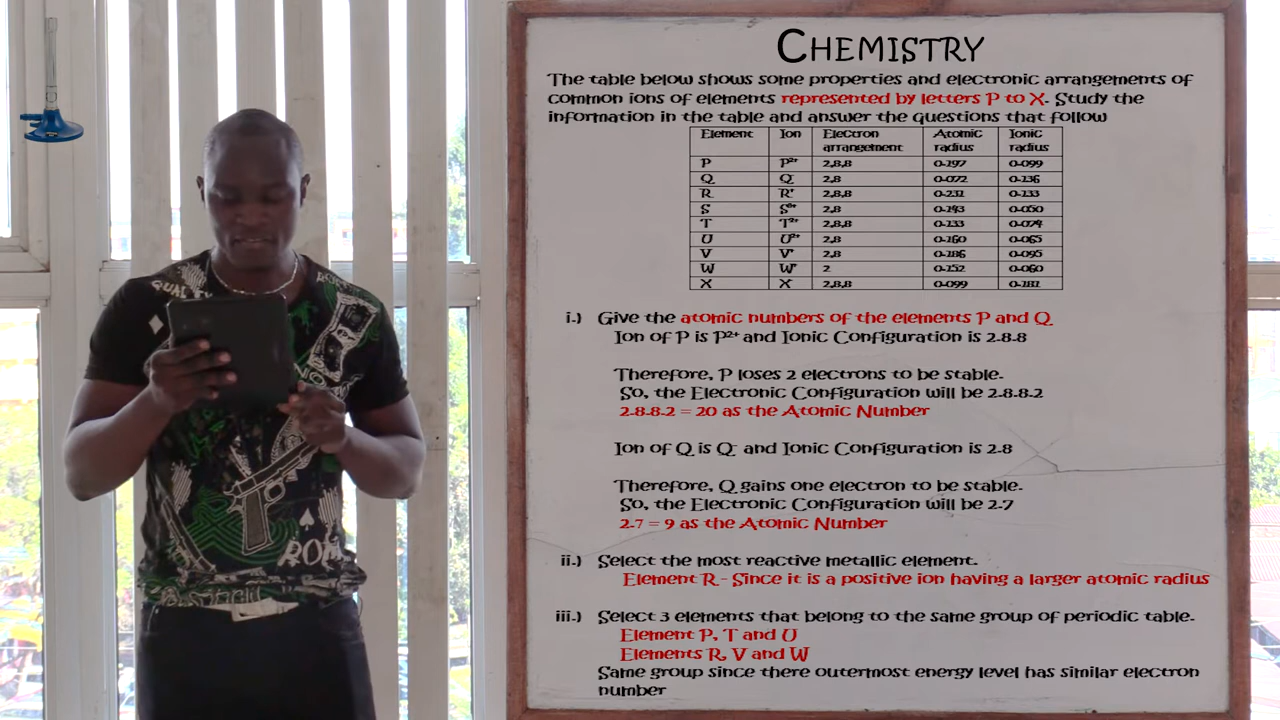 CHEMISTRY
The table below shows some properties and electronic arrangements of
common ions of elements represented by letters P to X. Study the
information in the table and answer the questions that follow
Element Ion Electron arrangement Atomic radius Ionic radius
P P²⁺ 2,8,8 0.197 0.099
Q Q⁻ 2,8 0.072 0.136
R R⁺ 2,8,8 0.231 0.133
S S³⁺ 2,8 0.143 0.050
T T²⁺ 2,8,8 0.133 0.074
U U²⁺ 2,8 0.160 0.065
V V⁺ 2,8 0.186 0.095
W W⁺ 2 0.152 0.060
X X⁻ 2,8,8 0.099 0.181
i.) Give the atomic numbers of the elements P and Q
Ion of P is P²⁺ and Ionic Configuration is 2.8.8
Therefore, P loses 2 electrons to be stable.
So, the Electronic Configuration will be 2.8.8.2
2.8.8.2 = 20 as the Atomic Number
Ion of Q is Q⁻ and Ionic Configuration is 2.8
Therefore, Q gains one electron to be stable.
So, the Electronic Configuration will be 2.7
2.7 = 9 as the Atomic Number
ii.) Select the most reactive metallic element.
Element R - Since it is a positive ion having a larger atomic radius
iii.) Select 3 elements that belong to the same group of periodic table.
Element P, T and U
Elements R, V and W
Same group since there outermost energy level has similar electron
number
QUALITY
ROM